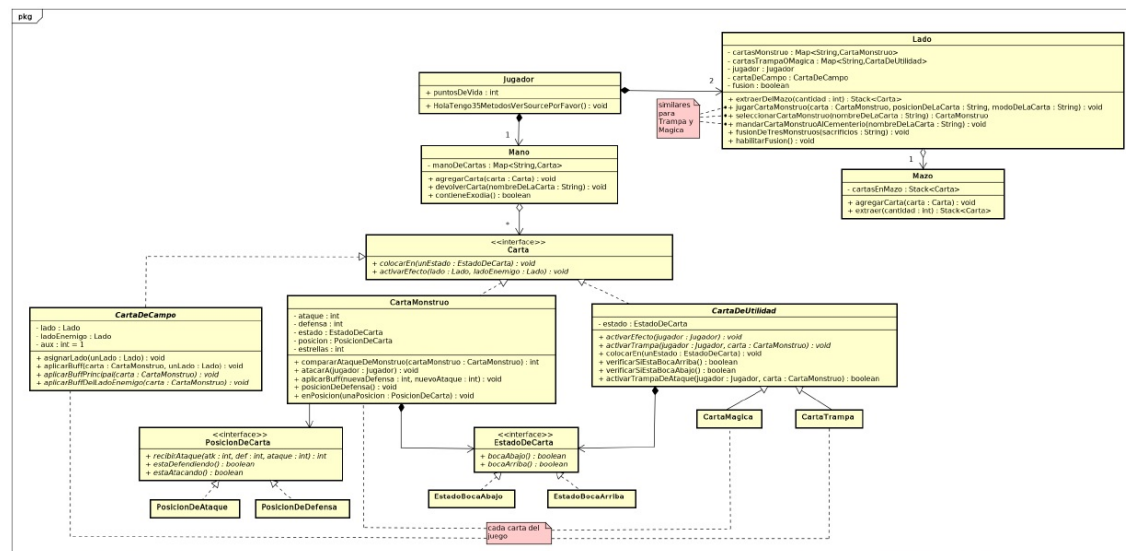 pkg
Lado
- cartasMonstruo : Map<String,CartaMonstruo>
- cartasTrampaOMagica : Map<String,CartaDeUtilidad>
- jugador : Jugador
- cartaDeCampo : CartaDeCampo
- fusion : boolean
+ extraerDelMazo(cantidad : int) : Stack<Carta>
+ jugarCartaMonstruo(carta : CartaMonstruo, posicionDeLaCarta : String, modoDeLaCarta : String) : void
+ seleccionarCartaMonstruo(nombreDeLaCarta : String) : CartaMonstruo
+ mandarCartaMonstruoAlCementerio(nombreDeLaCarta : String) : void
+ fusionDeTresMonstruos(sacrificios : String) : void
+ habilitarFusion() : void
Jugador
+ puntosDeVida : int
+ HolaTengo35MetodosVerSourcePorFavor() : void
2
similares
para
Trampa y
Magica
1
Mano
- manoDeCartas : Map<String,Carta>
+ agregarCarta(carta : Carta) : void
+ devolverCarta(nombreDeLaCarta : String) : void
+ contieneExodia() : boolean
1
Mazo
- cartasEnMazo : Stack<Carta>
+ agregarCarta(carta : Carta) : void
+ extraer(cantidad : int) : Stack<Carta>
*
<<interface>>
Carta
+ colocarEn(unEstado : EstadoDeCarta) : void
+ activarEfecto(lado : Lado, ladoEnemigo : Lado) : void
CartaDeCampo
- lado : Lado
- ladoEnemigo : Lado
- aux : int = 1
+ asignarLado(unLado : Lado) : void
+ aplicarBuff(carta : CartaMonstruo, unLado : Lado) : void
+ aplicarBuffPrincipal(carta : CartaMonstruo) : void
+ aplicarBuffDelLadoEnemigo(carta : CartaMonstruo) : void
CartaMonstruo
- ataque : int
- defensa : int
- estado : EstadoDeCarta
- posicion : PosicionDeCarta
- estrellas : int
+ compararAtaqueDeMonstruo(cartaMonstruo : CartaMonstruo) : int
+ atacarA(jugador : Jugador) : void
+ aplicarBuff(nuevaDefensa : int, nuevoAtaque : int) : void
+ posicionDeDefensa() : void
+ enPosicion(unaPosicion : PosicionDeCarta) : void
CartaDeUtilidad
- estado : EstadoDeCarta
+ activarEfecto(jugador : Jugador) : void
+ activarTrampa(jugador : Jugador, carta : CartaMonstruo) : void
+ colocarEn(unEstado : EstadoDeCarta) : void
+ verificarSiEstaBocaArriba() : boolean
+ verificarSiEstaBocaAbajo() : boolean
+ activarTrampaDeAtaque(jugador : Jugador, carta : CartaMonstruo) : boolean
CartaMagica
CartaTrampa
<<interface>>
PosicionDeCarta
+ recibirAtaque(atk : int, def : int, ataque : int) : int
+ estaDefendiendo() : boolean
+ estaAtacando() : boolean
<<interface>>
EstadoDeCarta
+ bocaAbajo() : boolean
+ bocaArriba() : boolean
PosicionDeAtaque
PosicionDeDefensa
EstadoBocaAbajo
EstadoBocaArriba
cada carta del
juego